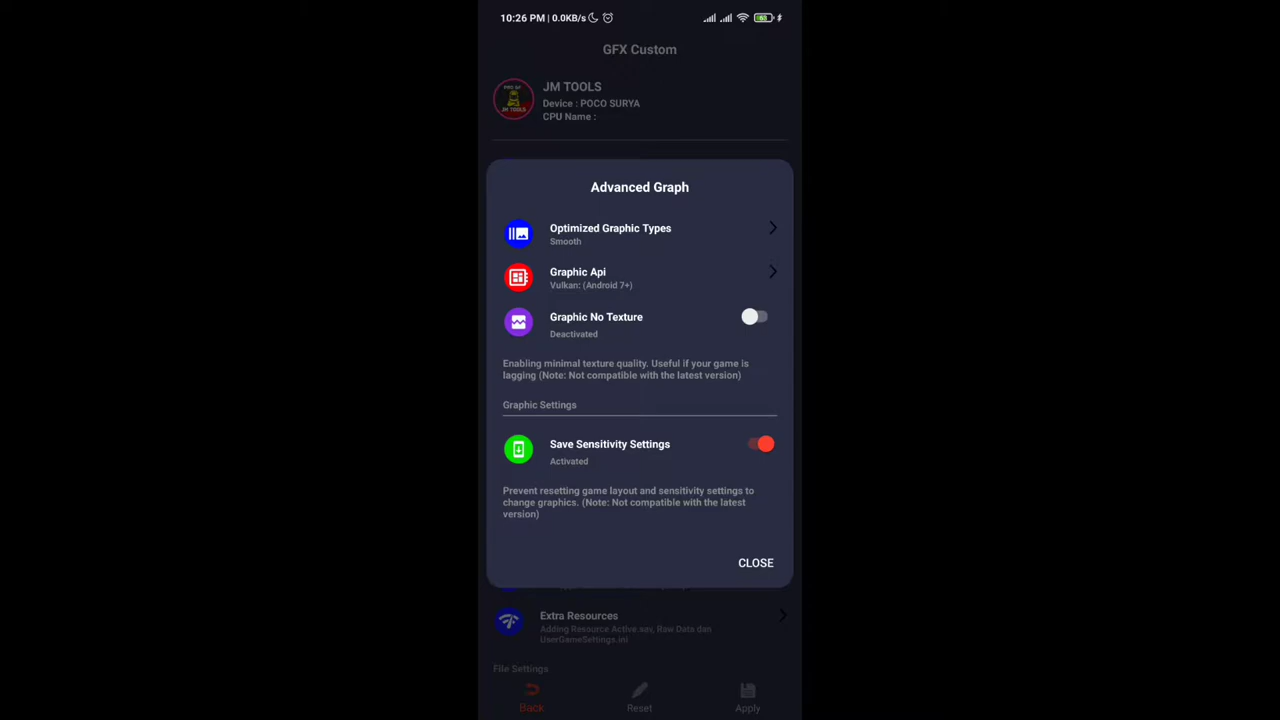 10:26 PM | 0.0KB/s
63
GFX Custom
JM TOOLS
Device : POCO SURYA
CPU Name :
JM TOOLS
Advanced Graph
Optimized Graphic Types
Smooth
Graphic Api
Vulkan: (Android 7+)
Graphic No Texture
Deactivated
Enabling minimal texture quality. Useful if your game is
lagging (Note: Not compatible with the latest version)
Graphic Settings
Save Sensitivity Settings
Activated
Prevent resetting game layout and sensitivity settings to
change graphics. (Note: Not compatible with the latest
version)
CLOSE
Extra Resources
Adding Resource Active.sav, Raw Data dan
UserGameSettings.ini
File Settings
Back
Reset
Apply